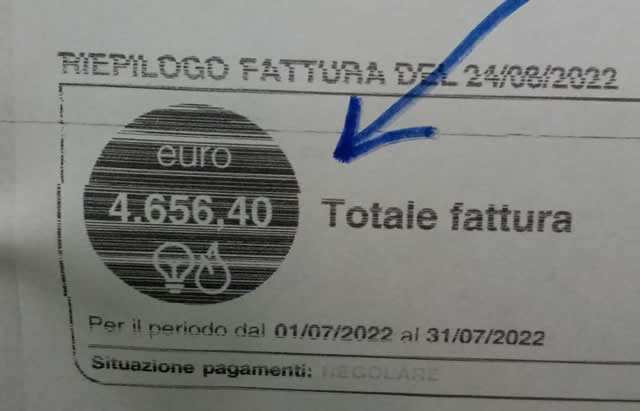 RIEPILOGO FATTURA DEL 24/08/2022
euro
4.656,40
Totale fattura
Per il periodo dal 01/07/2022 al 31/07/2022
Situazione pagamenti: REGOLARE